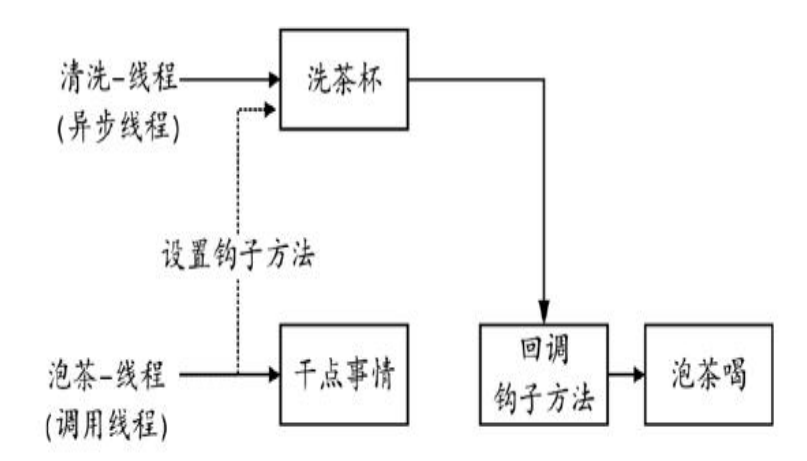 清洗-线程
(异步线程)
洗茶杯
设置钩子方法
泡茶-线程
(调用线程)
干点事情
回调
钩子方法
泡茶喝